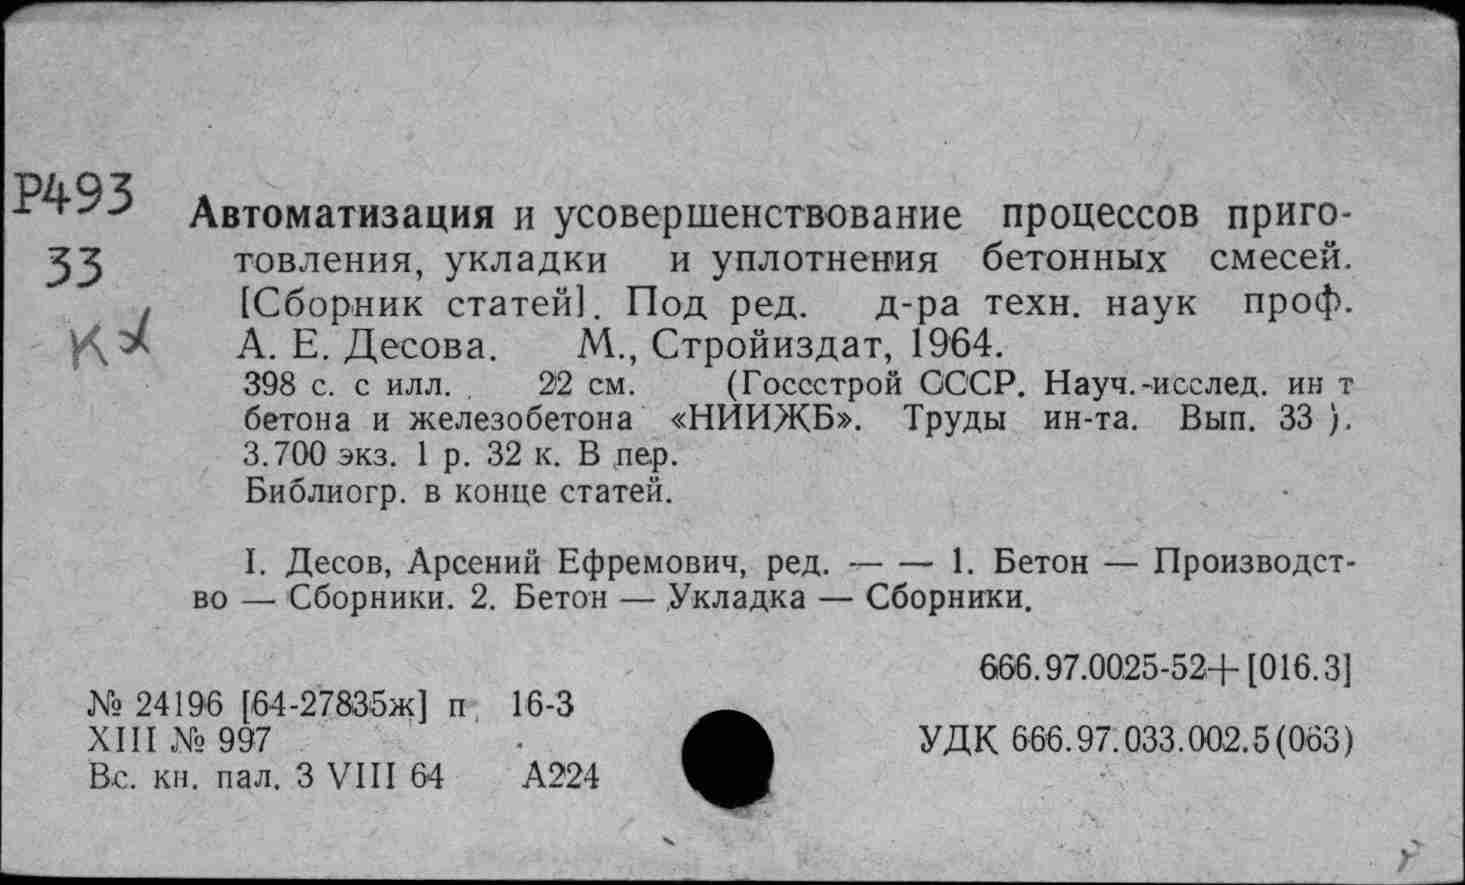 Р493
Автоматизация и усовершенствование процессов приго-
33
товления, укладки и уплотнения бетонных смесей.
[Сборник статей]. Под ред. д-ра техн. наук проф.
А. Е. Десова. М., Стройиздат, 1964.
398 с. с илл. 22 см. (Госсстрой СССР. Науч.-исслед. ин т
бетона и железобетона «НИИЖБ». Труды ин-та. Вып. 33 ).
3.700 экз. 1 р. 32 к. В пер.
Библиогр. в конце статей.
I. Десов, Арсений Ефремович, ред. — — 1. Бетон — Производст-
во — Сборники. 2. Бетон — Укладка — Сборники.
666.97.0025-52+[016.3]
№ 24196 [64-27835ж] п 16-3
XIII № 997
УДК 666.97.033.002.5(063)
Вс. кн. пал. 3 VIII 64 А224